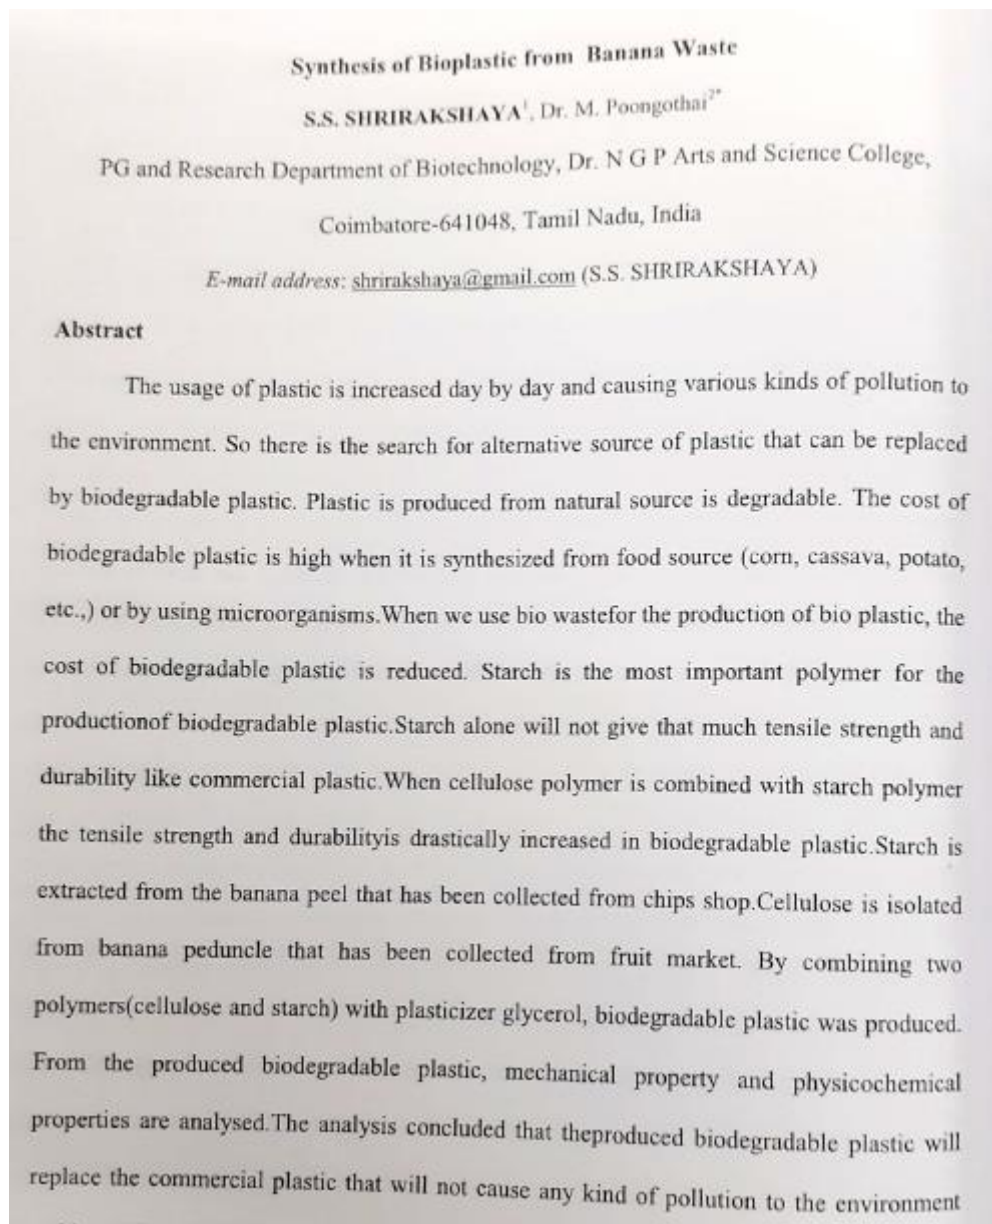 Synthesis of Bioplastic from Banana Waste
S.S. SHRIRAKSHAYA¹, Dr. M. Poongothai²*
PG and Research Department of Biotechnology, Dr. N G P Arts and Science College,
Coimbatore-641048, Tamil Nadu, India
E-mail address: shrirakshaya@gmail.com (S.S. SHRIRAKSHAYA)
Abstract
The usage of plastic is increased day by day and causing various kinds of pollution to
the environment. So there is the search for alternative source of plastic that can be replaced
by biodegradable plastic. Plastic is produced from natural source is degradable. The cost of
biodegradable plastic is high when it is synthesized from food source (corn, cassava, potato,
etc.,) or by using microorganisms.When we use bio wastefor the production of bio plastic, the
cost of biodegradable plastic is reduced. Starch is the most important polymer for the
productionof biodegradable plastic.Starch alone will not give that much tensile strength and
durability like commercial plastic.When cellulose polymer is combined with starch polymer
the tensile strength and durabilityis drastically increased in biodegradable plastic.Starch is
extracted from the banana peel that has been collected from chips shop.Cellulose is isolated
from banana peduncle that has been collected from fruit market. By combining two
polymers(cellulose and starch) with plasticizer glycerol, biodegradable plastic was produced.
From the produced biodegradable plastic, mechanical property and physicochemical
properties are analysed.The analysis concluded that theproduced biodegradable plastic will
replace the commercial plastic that will not cause any kind of pollution to the environment